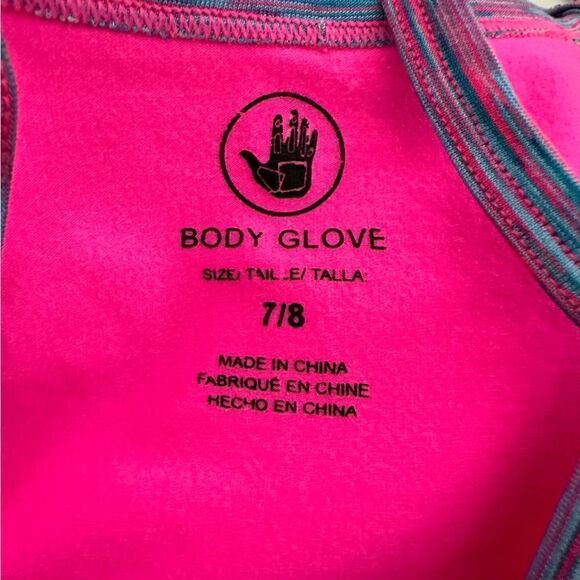 BODY GLOVE
SIZE/ TAILLE/ TALLA:
7/8
MADE IN CHINA
FABRIQUÉ EN CHINE
HECHO EN CHINA